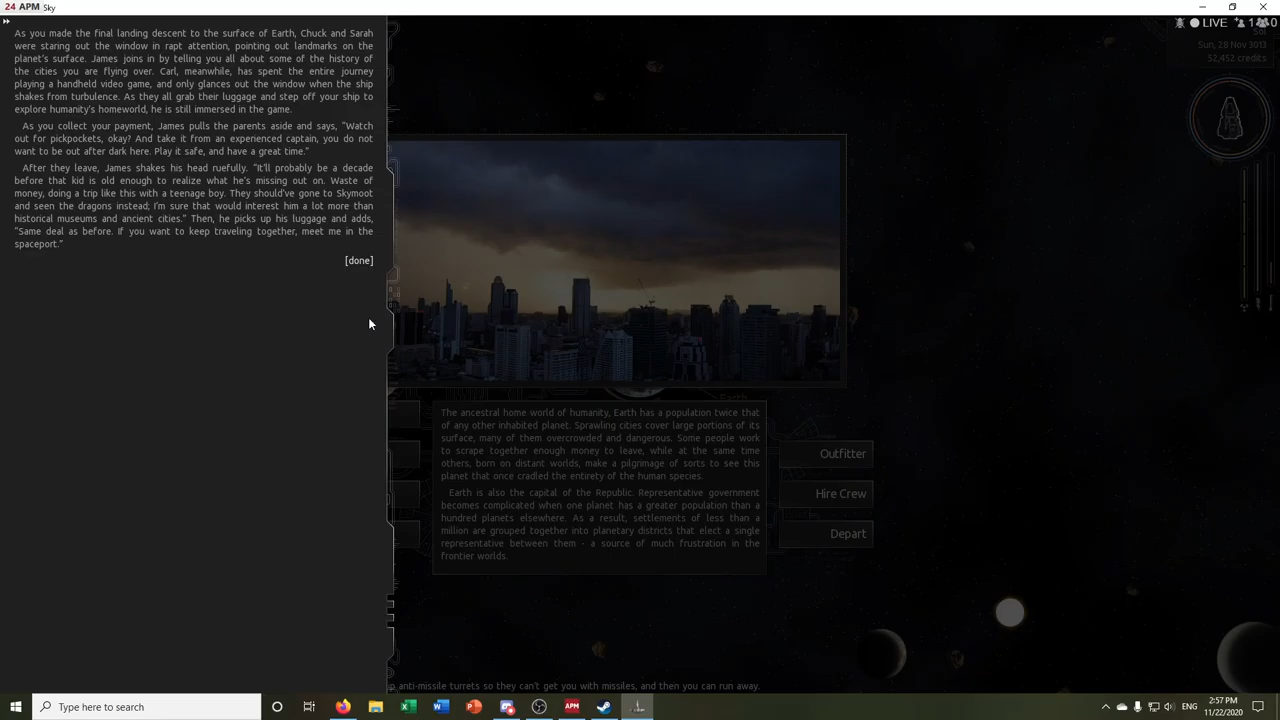 24 APM Sky
LIVE
Sol
Sun, 28 Nov 3013
52,452 credits
As you made the final landing descent to the surface of Earth, Chuck and Sarah
were staring out the window in rapt attention, pointing out landmarks on the
planet's surface. James joins in by telling you all about some of the history of
the cities you are flying over. Carl, meanwhile, has spent the entire journey
playing a handheld video game, and only glances out the window when the ship
shakes from turbulence. As they all grab their luggage and step off your ship to
explore humanity's homeworld, he is still immersed in the game.
As you collect your payment, James pulls the parents aside and says, "Watch
out for pickpockets, okay? And take it from an experienced captain, you do not
want to be out after dark here. Play it safe, and have a great time."
After they leave, James shakes his head ruefully. "It'll probably be a decade
before that kid is old enough to realize what he's missing out on. Waste of
money, doing a trip like this with a teenage boy. They should've gone to Skymoot
and seen the dragons instead; I'm sure that would interest him a lot more than
historical museums and ancient cities." Then, he picks up his luggage and adds,
"Same deal as before. If you want to keep traveling together, meet me in the
spaceport."
[done]
Earth
The ancestral home world of humanity, Earth has a population twice that
of any other inhabited planet. Sprawling cities cover large portions of its
surface, many of them overcrowded and dangerous. Some people work
to scrape together enough money to leave, while at the same time
others, born on distant worlds, make a pilgrimage of sorts to see this
planet that once cradled the entirety of the human species.
Earth is also the capital of the Republic. Representative government
becomes complicated when one planet has a greater population than a
hundred planets elsewhere. As a result, settlements of less than a
million are grouped together into planetary districts that elect a single
representative between them - a source of much frustration in the
frontier worlds.
Outfitter
Hire Crew
Depart
anti-missile turrets so they can't get you with missiles, and then you can run away.
Type here to search
APM
ENG
2:57 PM
11/22/2020